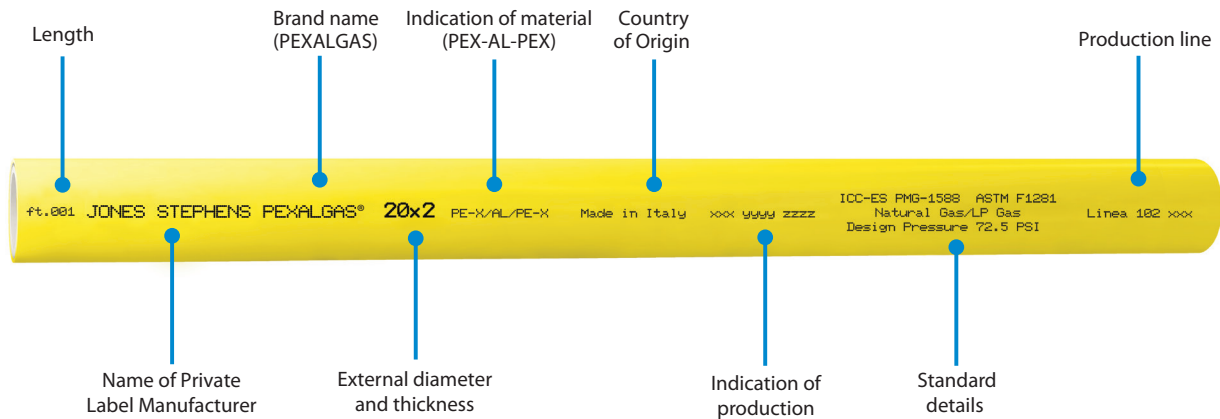 Length
Brand name
(PEXALGAS)
Indication of material
(PEX-AL-PEX)
Country
of Origin
Production line
ft.001 JONES STEPHENS PEXALGAS® 20x2 PE-X/AL/PE-X Made in Italy xxx yyyy zzzz
ICC-ES PMG-1588 ASTM F1281
Natural Gas/LP Gas
Design Pressure 72.5 PSI
Linea 102 xxx
Name of Private
Label Manufacturer
External diameter
and thickness
Indication of
production
Standard
details